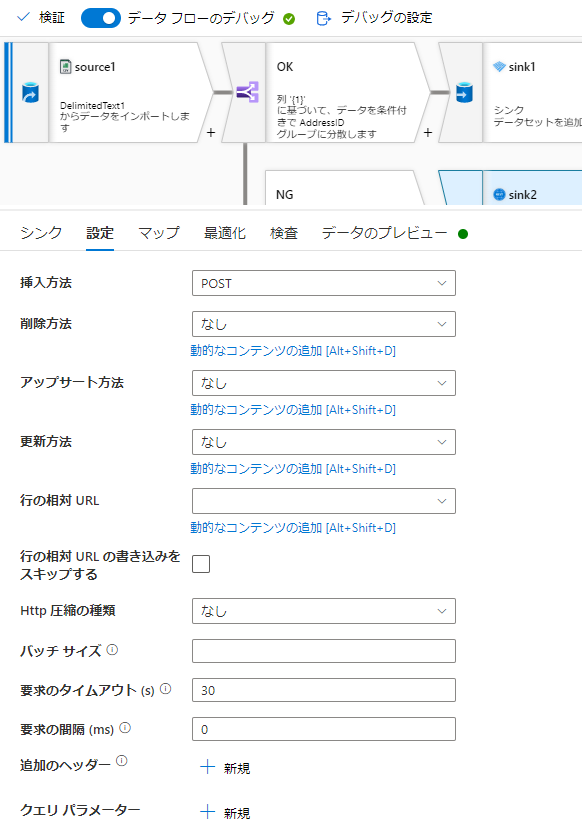 検証 データ フローのデバッグ デバッグの設定
source1
DelimitedText1
からデータをインポートしま
す
+
OK
列 '{1}'
に基づいて、データを条件付
きで AddressID
グループに分散します
+
sink1
シンク
データセットを追加
NG
sink2
シンク 設定 マップ 最適化 検査 データのプレビュー
挿入方法 POST
削除方法 なし
動的なコンテンツの追加 [Alt+Shift+D]
アップサート方法 なし
動的なコンテンツの追加 [Alt+Shift+D]
更新方法 なし
動的なコンテンツの追加 [Alt+Shift+D]
行の相対 URL
動的なコンテンツの追加 [Alt+Shift+D]
行の相対 URL の書き込みを
スキップする
Http 圧縮の種類 なし
バッチ サイズ
要求のタイムアウト (s) 30
要求の間隔 (ms) 0
追加のヘッダー + 新規
クエリ パラメーター + 新規